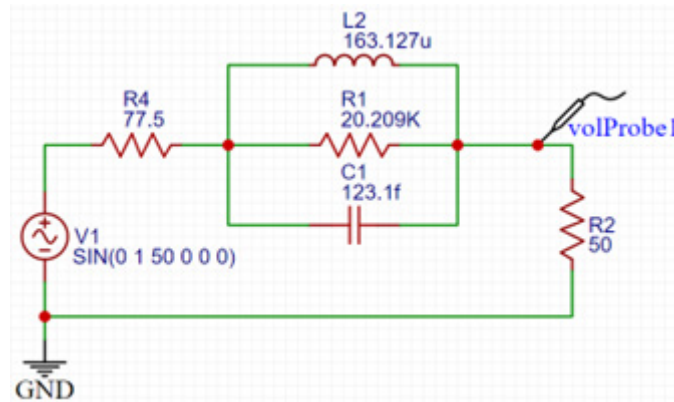 L2
163.127u
R4
77.5
R1
20.209K
volProbe1
C1
123.1f
V1
SIN(0 1 50 0 0 0)
R2
50
GND